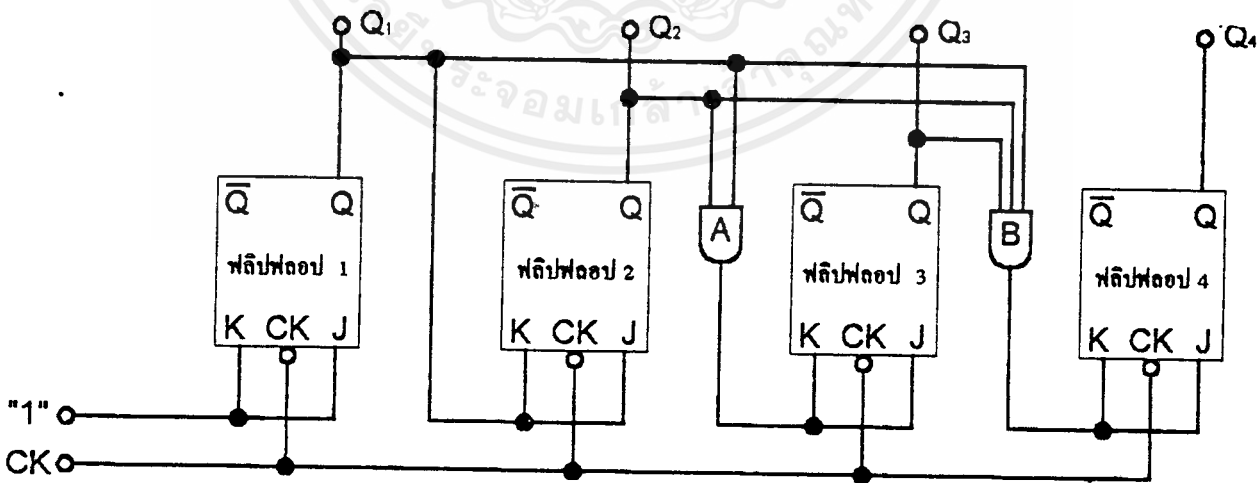 Q₁ Q₂ Q₃ Q₄
Q̅ Q Q̅ Q A Q̅ Q B Q̅ Q
ฟลิปฟลอป 1 ฟลิปฟลอป 2 ฟลิปฟลอป 3 ฟลิปฟลอป 4
K CK J K CK J K CK J K CK J
"1"
CK